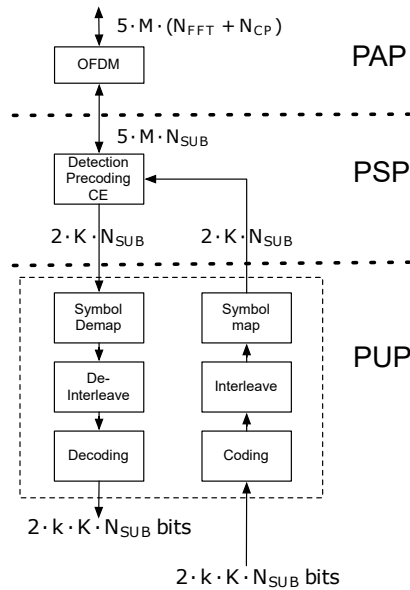 5 · M · (N_FFT + N_CP)
OFDM
PAP
5 · M · N_SUB
Detection
Precoding
CE
PSP
2 · K · N_SUB
2 · K · N_SUB
Symbol
Demap
Symbol
map
PUP
De-
Interleave
Interleave
Decoding
Coding
2 · k · K · N_SUB bits
2 · k · K · N_SUB bits